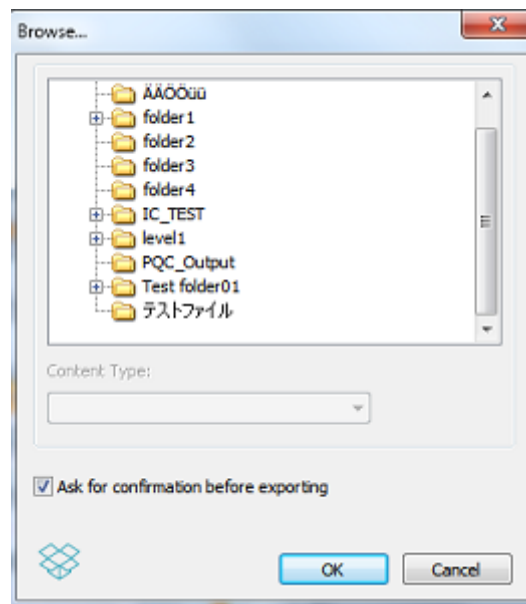 Browse...
ÄÄÖÖüü
folder1
folder2
folder3
folder4
IC_TEST
level1
PQC_Output
Test folder01
テストファイル
Content Type:
Ask for confirmation before exporting
OK
Cancel